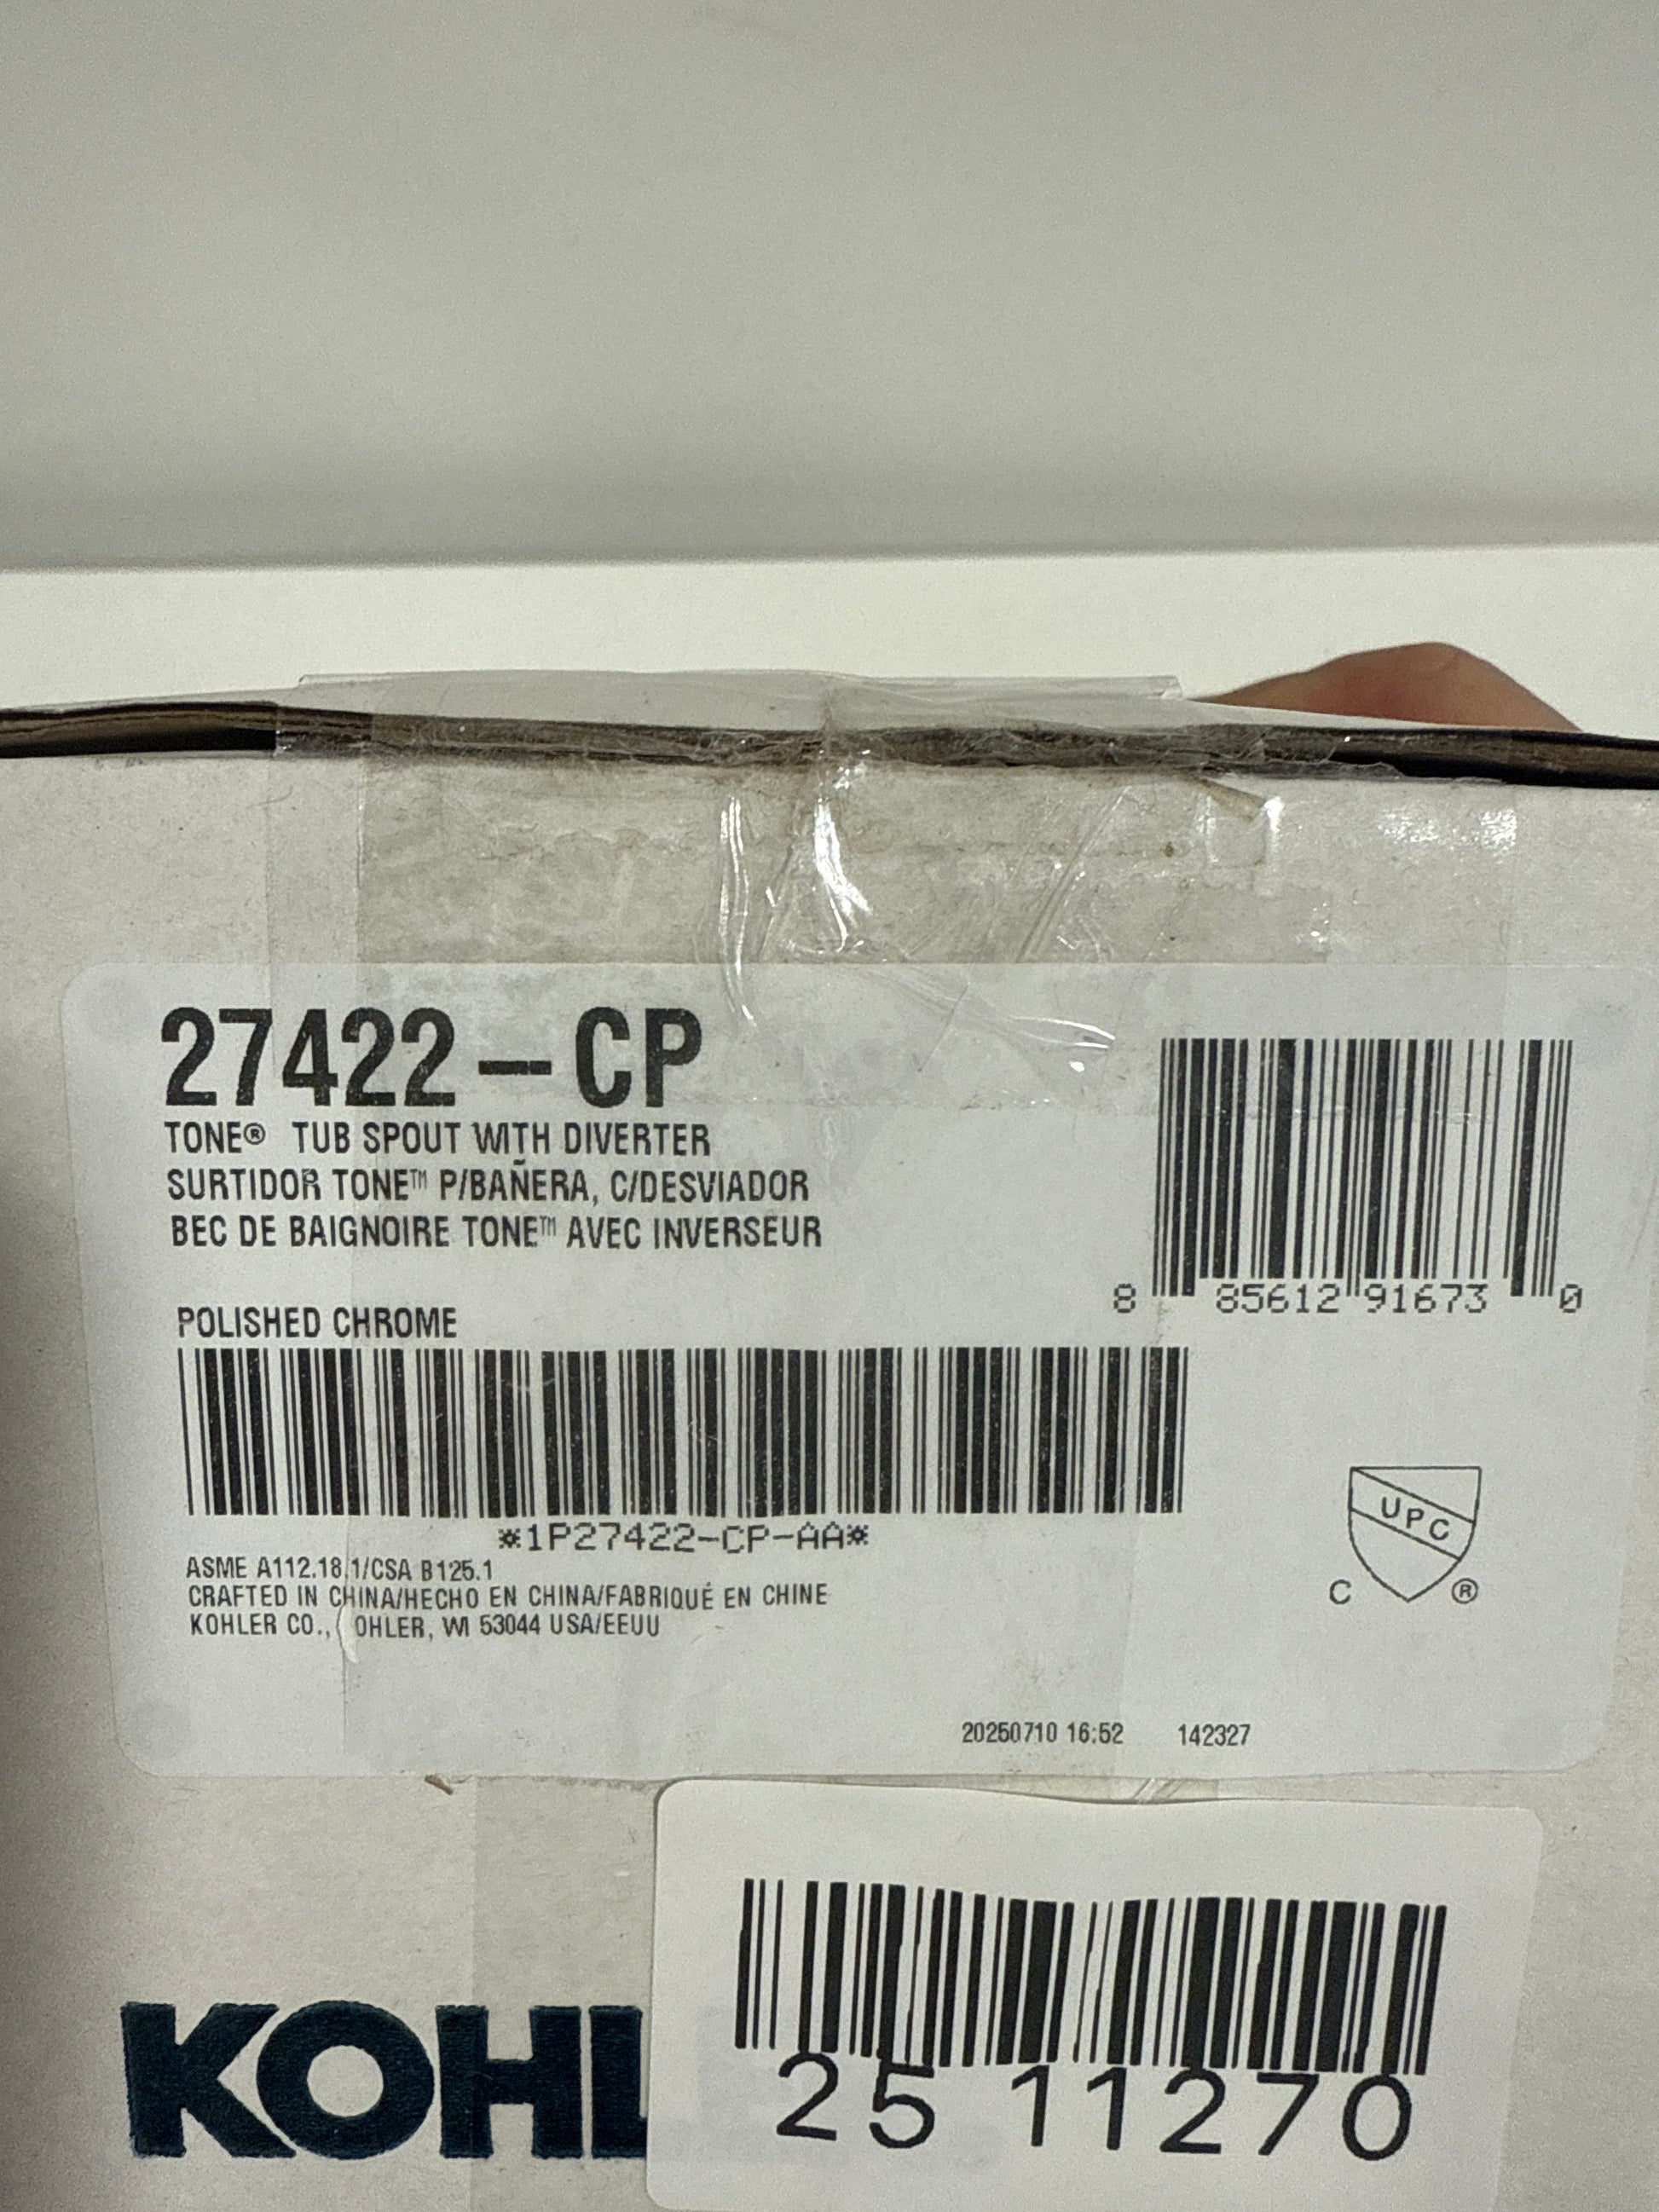 27422-CP
TONE® TUB SPOUT WITH DIVERTER
SURTIDOR TONE™ P/BAÑERA, C/DESVIADOR
BEC DE BAIGNOIRE TONE™ AVEC INVERSEUR
8 85612 91673 0
POLISHED CHROME
*1P27422-CP-AA*
ASME A112.18.1/CSA B125.1
CRAFTED IN CHINA/HECHO EN CHINA/FABRIQUÉ EN CHINE
KOHLER CO., OHLER, WI 53044 USA/EEUU
UPC
C ®
20250710 16:52 142327
KOHL
2511270